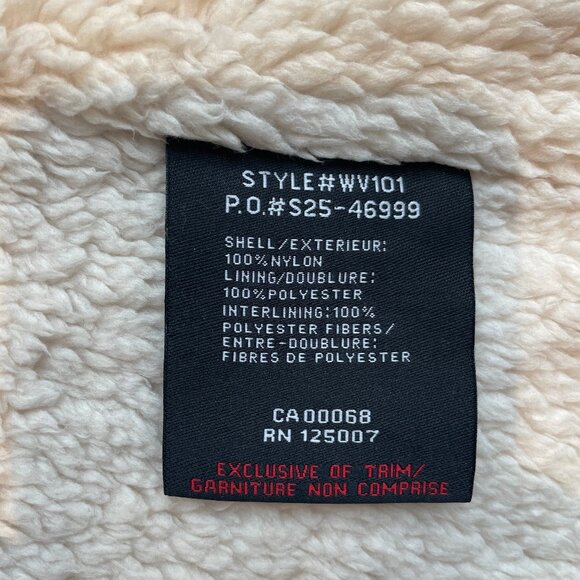 STYLE#WV101
P.O.#S25-46999
SHELL/EXTERIEUR:
100%NYLON
LINING/DOUBLURE:
100%POLYESTER
INTERLINING:100%
POLYESTER FIBERS/
ENTRE-DOUBLURE:
FIBRES DE POLYESTER
CA00068
RN 125007
EXCLUSIVE OF TRIM/
GARNITURE NON COMPRISE